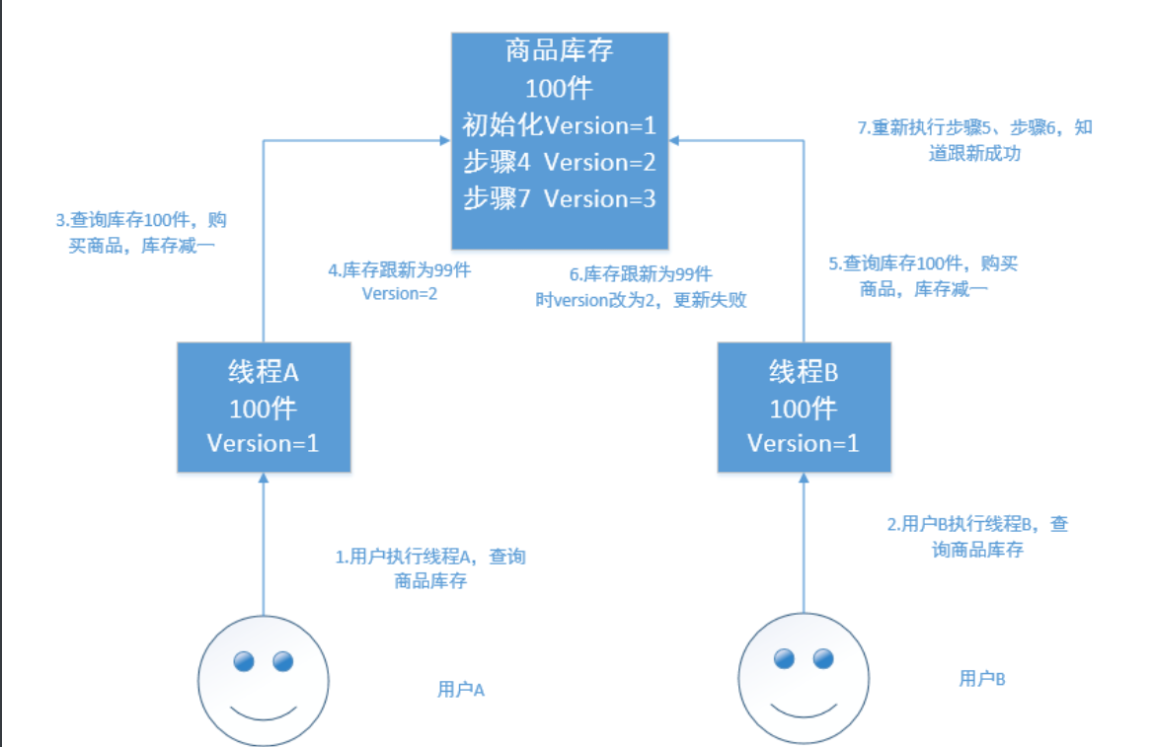 商品库存
100件
初始化Version=1
步骤4 Version=2
步骤7 Version=3
7.重新执行步骤5、步骤6，知
道跟新成功
3.查询库存100件，购
买商品，库存减一
4.库存跟新为99件
Version=2
6.库存跟新为99件
时version改为2，更新失败
5.查询库存100件，购买
商品，库存减一
线程A
100件
Version=1
线程B
100件
Version=1
1.用户执行线程A，查询
商品库存
2.用户B执行线程B，查
询商品库存
用户A
用户B